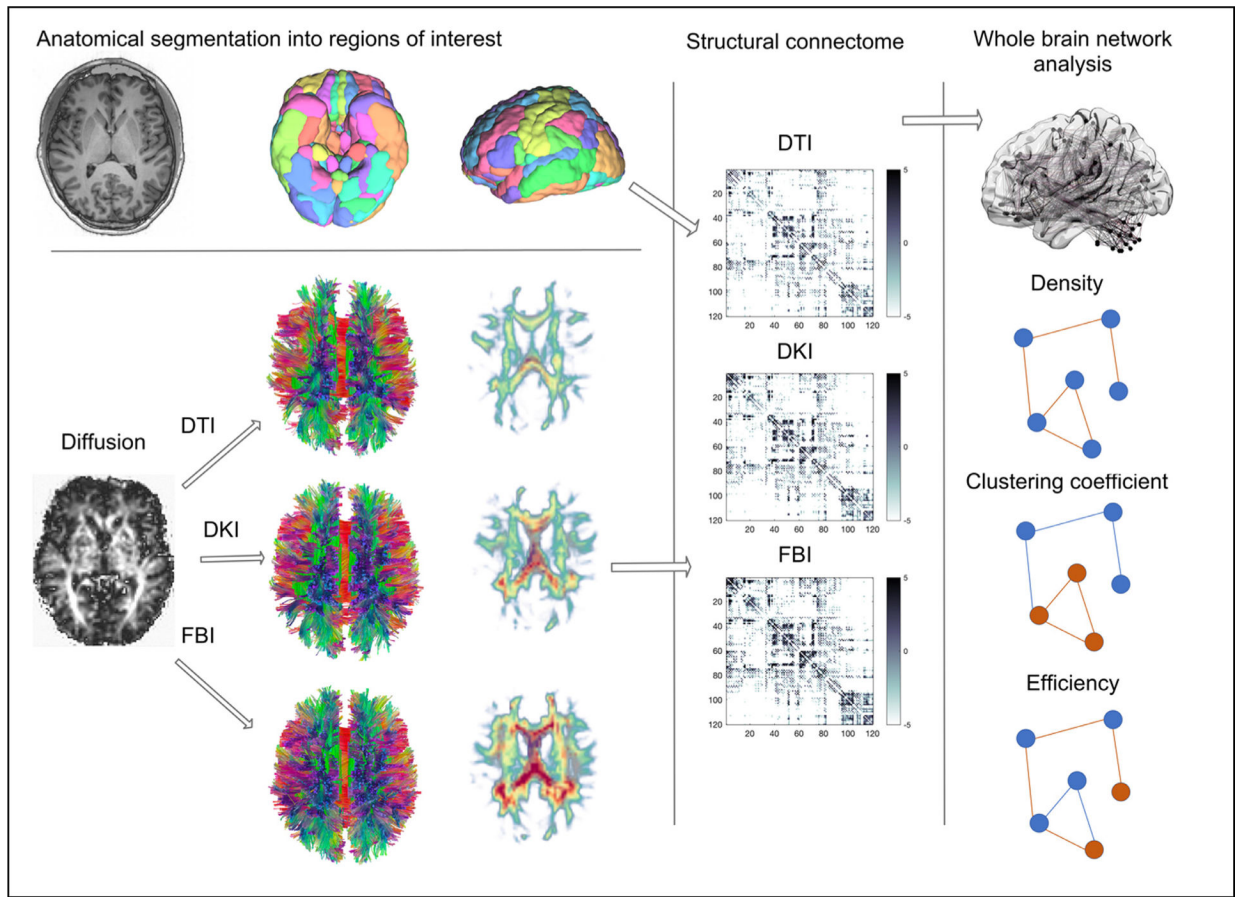 Anatomical segmentation into regions of interest
Structural connectome
Whole brain network
analysis
Diffusion
DTI
DKI
FBI
DTI
20
40
60
80
100
120
20 40 60 80 100 120
5
0
-5
DKI
20
40
60
80
100
120
20 40 60 80 100 120
5
0
-5
FBI
20
40
60
80
100
120
20 40 60 80 100 120
5
0
-5
Density
Clustering coefficient
Efficiency